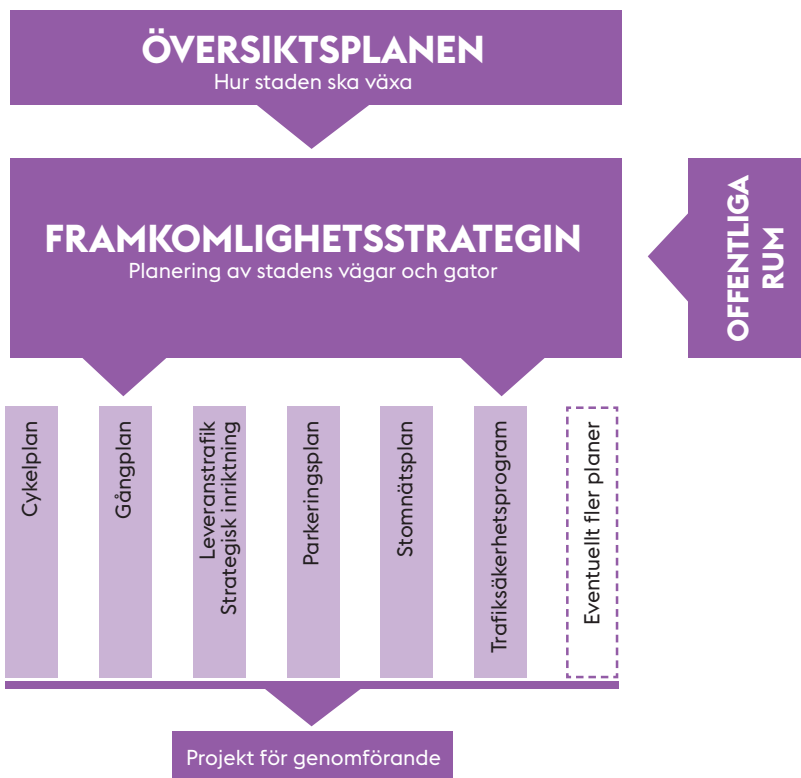 ÖVERSIKTSPLANEN
Hur staden ska växa
FRAMKOMLIGHETSSTRATEGIN
Planering av stadens vägar och gator
OFFENTLIGA
RUM
Cykelplan
Gångplan
Leveranstrafik
Strategisk inriktning
Parkeringsplan
Stomnätsplan
Trafiksäkerhetsprogram
Eventuellt fler planer
Projekt för genomförande